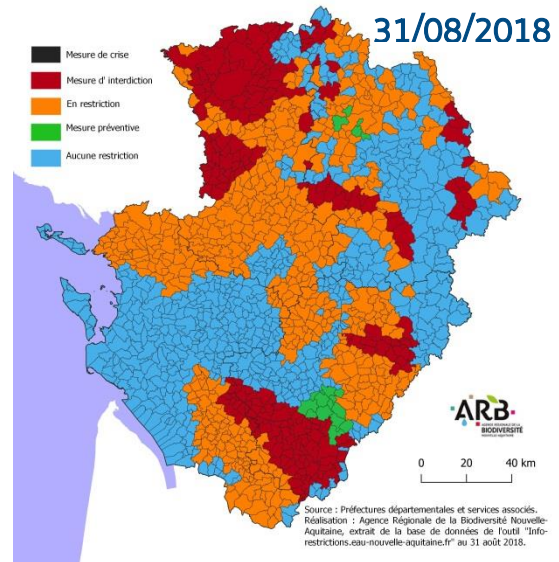 31/08/2018
Mesure de crise
Mesure d' interdiction
En restriction
Mesure préventive
Aucune restriction
ARB
AGENCE RÉGIONALE DE LA
BIODIVERSITÉ
NOUVELLE-AQUITAINE
0 20 40 km
Source : Préfectures départementales et services associés.
Réalisation : Agence Régionale de la Biodiversité Nouvelle-
Aquitaine, extrait de la base de données de l'outil "Info-
restrictions.eau-nouvelle-aquitaine.fr" au 31 août 2018.